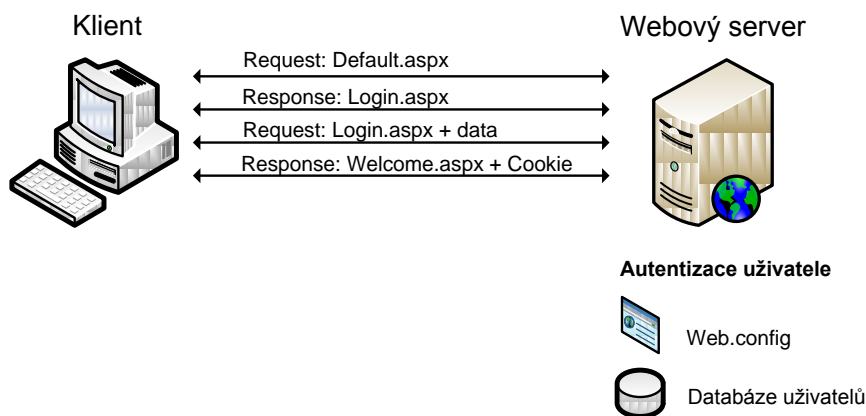 Klient
Webový server
Request: Default.aspx
Response: Login.aspx
Request: Login.aspx + data
Response: Welcome.aspx + Cookie
Autentizace uživatele
Web.config
Databáze uživatelů